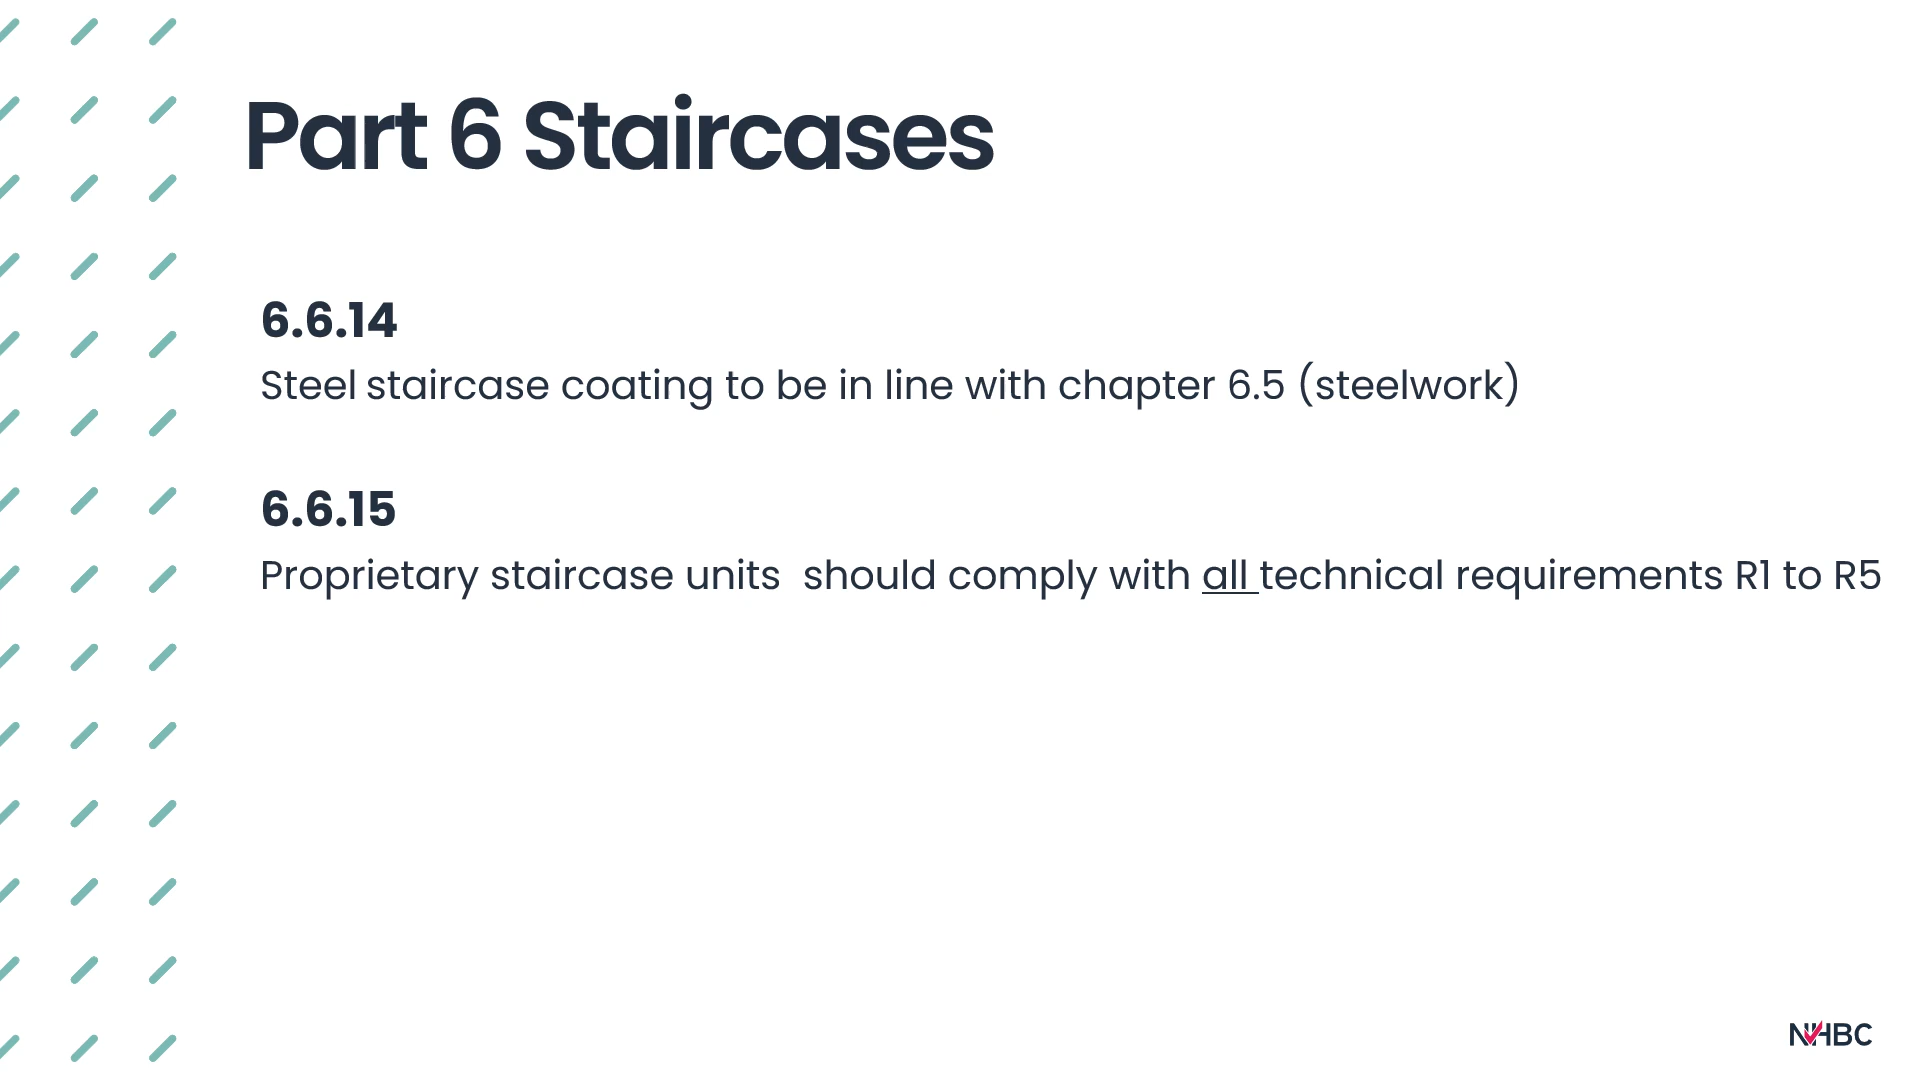 Part 6 Staircases
6.6.14
Steel staircase coating to be in line with chapter 6.5 (steelwork)
6.6.15
Proprietary staircase units  should comply with all technical requirements R1 to R5
NHBC